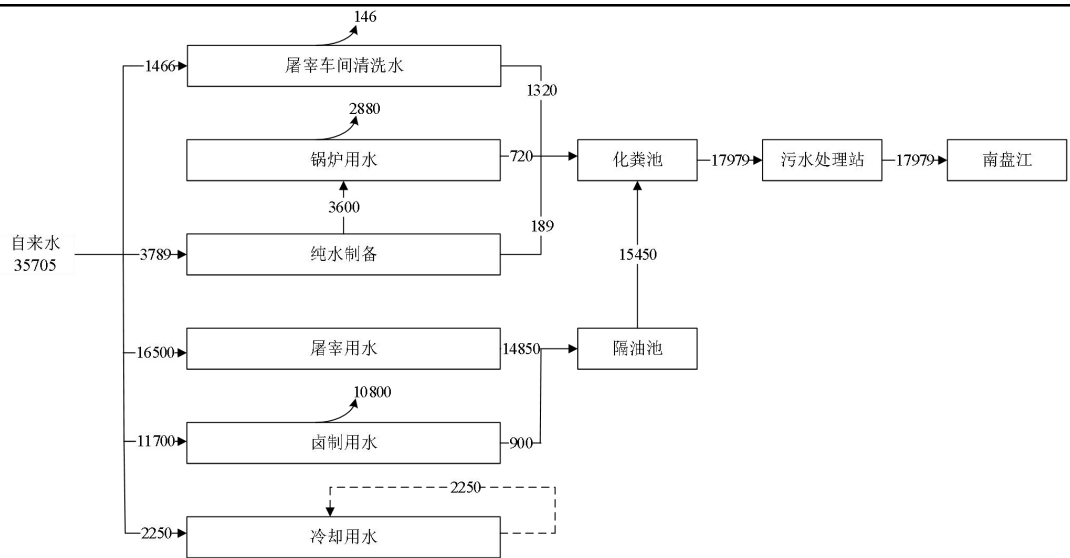 146
1466
屠宰车间清洗水
1320
2880
锅炉用水
720
化粪池
17979
污水处理站
17979
南盘江
3600
189
自来水
35705
3789
纯水制备
15450
16500
屠宰用水
14850
隔油池
10800
11700
卤制用水
900
2250
2250
冷却用水